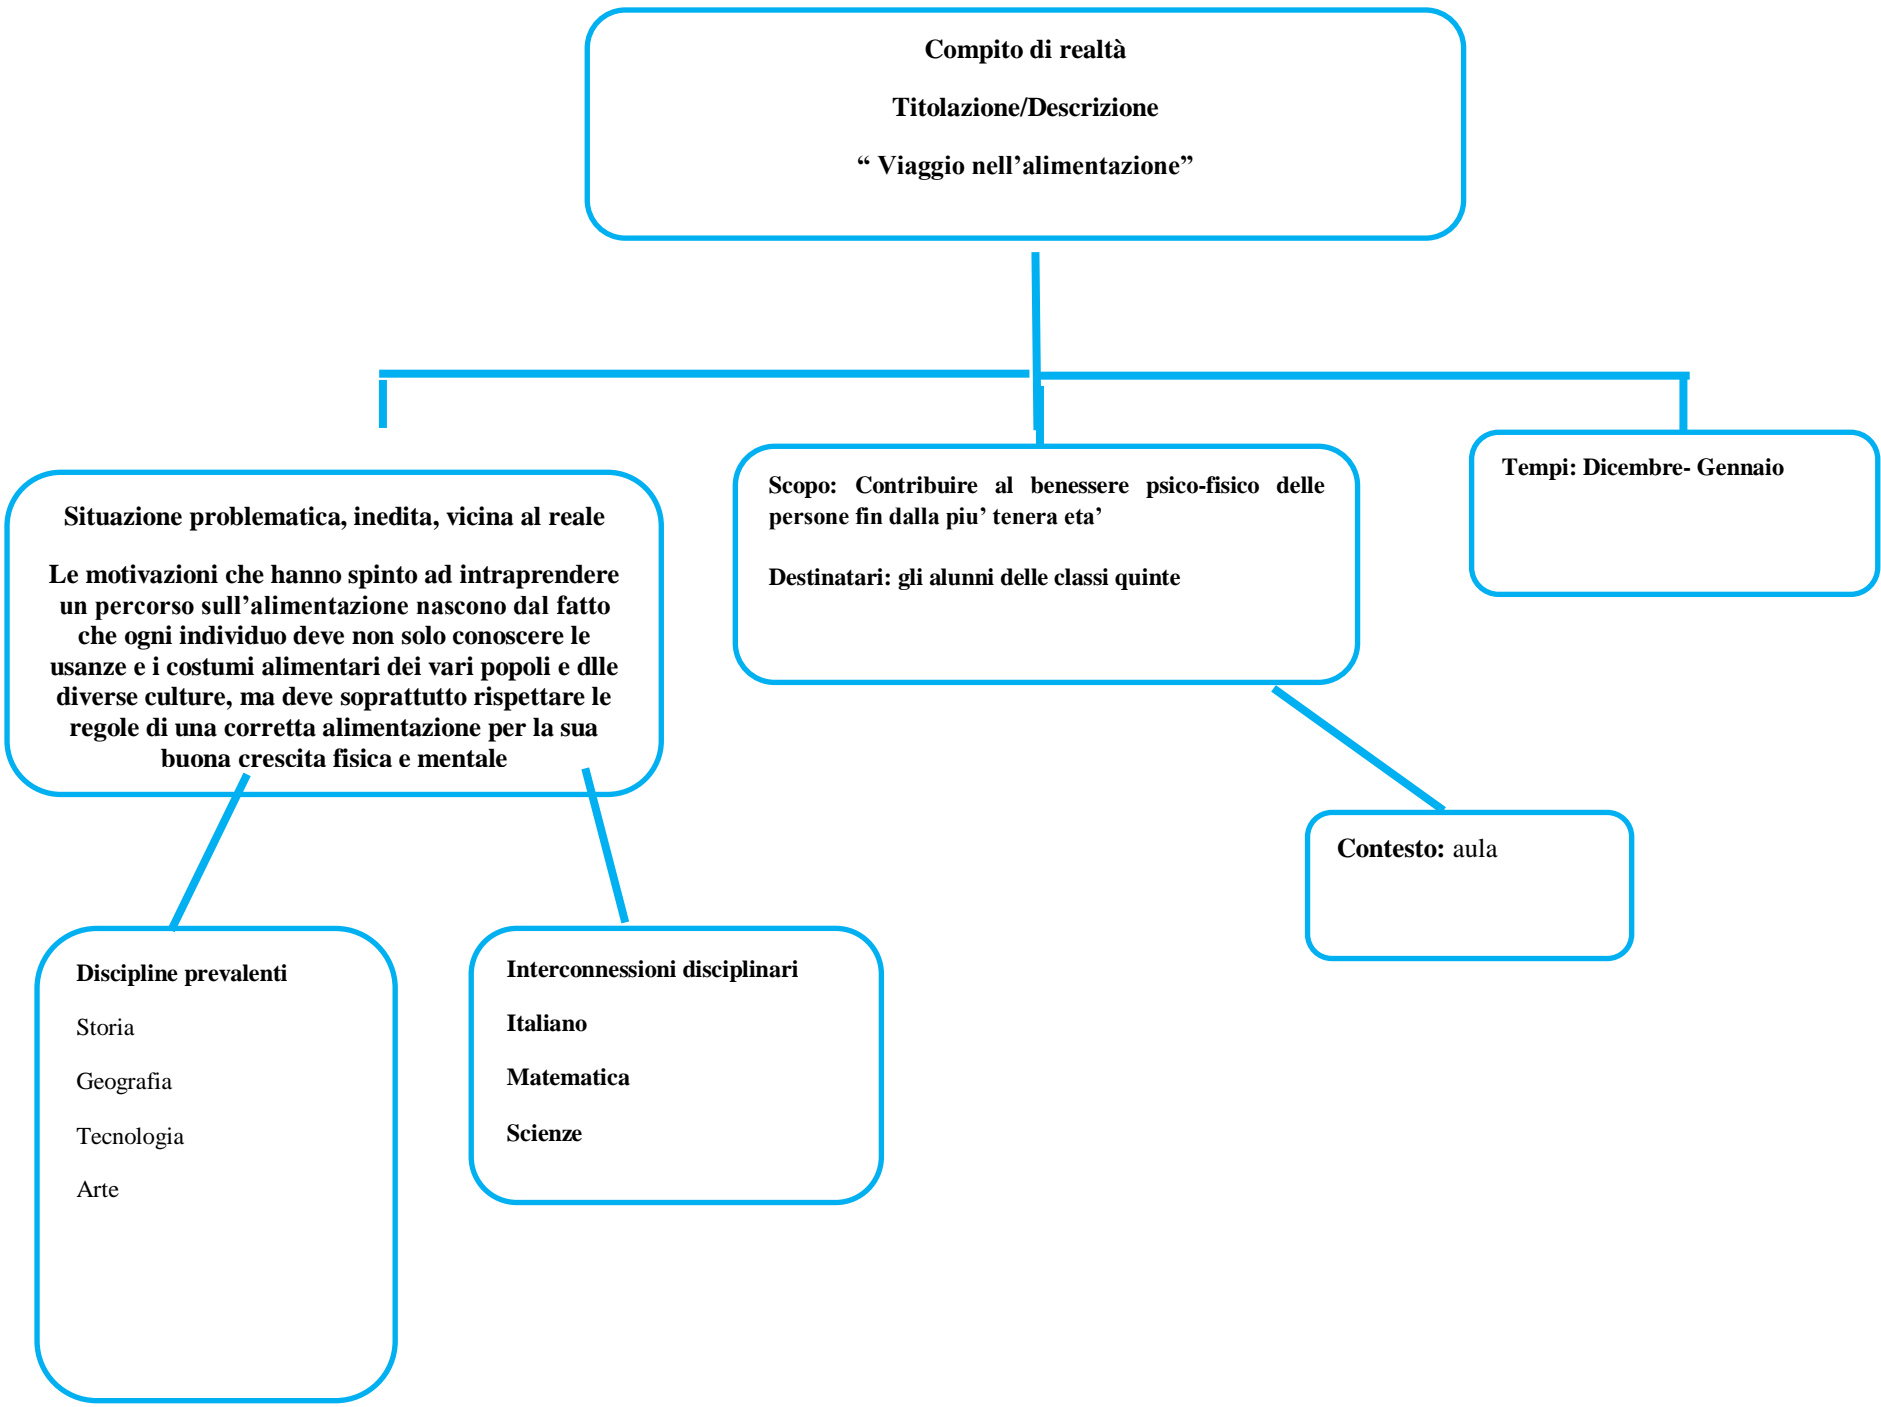 Compito di realtà
Titolazione/Descrizione
“ Viaggio nell’alimentazione”
Situazione problematica, inedita, vicina al reale
Le motivazioni che hanno spinto ad intraprendere
un percorso sull’alimentazione nascono dal fatto
che ogni individuo deve non solo conoscere le
usanze e i costumi alimentari dei vari popoli e dlle
diverse culture, ma deve soprattutto rispettare le
regole di una corretta alimentazione per la sua
buona crescita fisica e mentale
Scopo: Contribuire al benessere psico-fisico delle
persone fin dalla piu’ tenera eta’
Destinatari: gli alunni delle classi quinte
Tempi: Dicembre- Gennaio
Contesto: aula
Discipline prevalenti
Storia
Geografia
Tecnologia
Arte
Interconnessioni disciplinari
Italiano
Matematica
Scienze